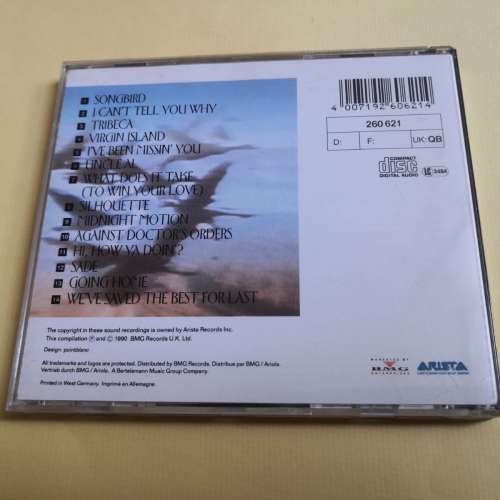 1 SONGBIRD
2 I CAN'T TELL YOU WHY
3 TRIBECA
4 VIRGIN ISLAND
5 I'VE BEEN MISSIN' YOU
6 UNCLE AL
7 WHAT DOES IT TAKE
(TO WIN YOUR LOVE)
8 SILHOUETTE
9 MIDNIGHT MOTION
10 AGAINST DOCTOR'S ORDERS
11 HI, HOW YA DOIN'?
12 SADE
13 GOING HOME
14 WE'VE SAVED THE BEST FOR LAST
4 007192 606214
260 621
D: F: UK: QB
COMPACT
disc
DIGITAL AUDIO
LC 3484
The copyright in these sound recordings is owned by Arista Records Inc.
This compilation ℗ and © 1990 BMG Records U.K. Ltd.
Design: pointblanc
All trademarks and logos are protected. Distributed by BMG Records. Distribue par BMG / Ariola.
Vertrieb durch BMG / Ariola. A Bertelsmann Music Group Company.
Printed in West Germany. Imprimé en Allemagne.
BMG
ARISTA